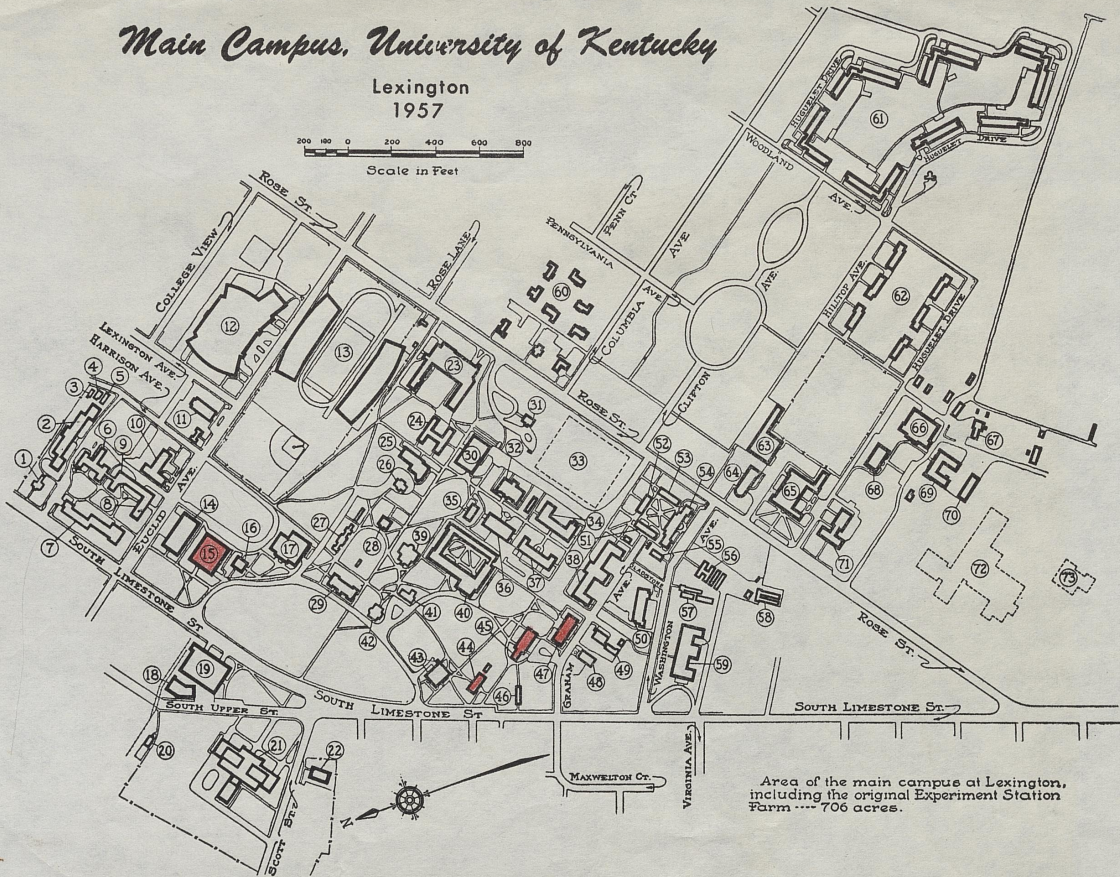 Main Campus, University of Kentucky
Lexington
1957
200 100 0 200 400 600 800
Scale in Feet
ROSE ST.
COLLEGE VIEW
LEXINGTON AVE.
HARRISON AVE.
ROSE LANE
PENN CT
PENNSYLVANIA
AVE.
AVE
COLUMBIA
WOODLAND
AVE.
HUGUELET DRIVE
HUGUELET DRIVE
HILLTOP AVE.
HUGUELET DRIVE
CLIFTON
AVE.
ROSE ST.
61
62
60
12
13
23
31
33
11
4
5
3
2
1
10
9
6
8
7
24
25
26
30
32
52
53
54
64
63
66
67
65
68
69
70
71
72
73
EUCLID
AVE
14
15
16
17
27
28
29
35
39
40
36
37
34
51
38
55
56
57
58
59
50
AVE.
AVE.
WASHINGTON
GRAHAM
41
42
43
44
45
46
47
48
49
SOUTH LIMESTONE
ST
18
19
20
21
22
SOUTH UPPER ST.
SOUTH LIMESTONE ST
SOUTH LIMESTONE ST.
ROSE ST.
SCOTT ST.
MAXWELTON CT.
VIRGINIA AVE.
N
Area of the main campus at Lexington,
including the original Experiment Station
Farm ---- 706 acres.